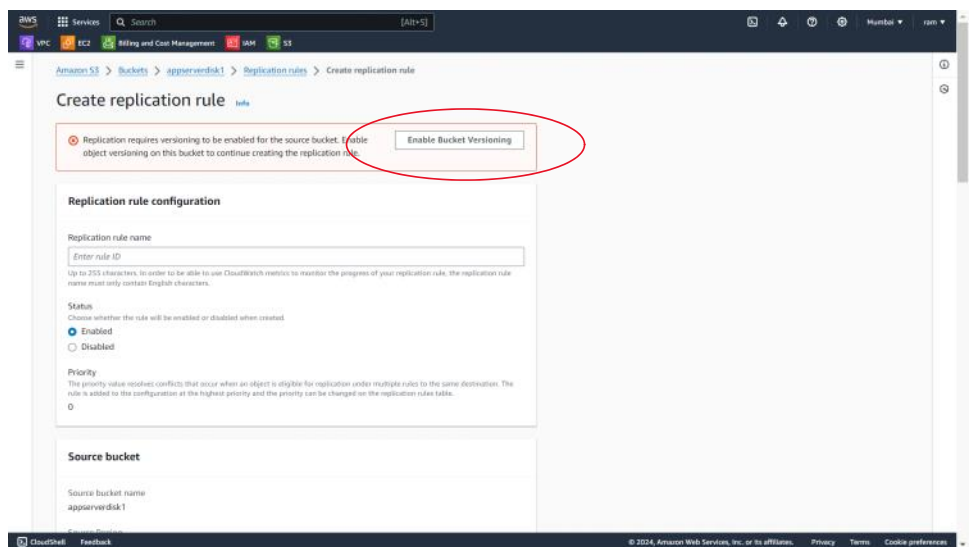 aws Services Search [Alt+S] Mumbai ram
VPC EC2 Billing and Cost Management IAM S3
Amazon S3 > Buckets > appserverdisk1 > Replication rules > Create replication rule
Create replication rule Info
Replication requires versioning to be enabled for the source bucket. Enable
object versioning on this bucket to continue creating the replication rule.
Enable Bucket Versioning
Replication rule configuration
Replication rule name
Enter rule ID
Up to 255 characters. In order to be able to use CloudWatch metrics to monitor the progress of your replication rule, the replication rule
name must only contain English characters.
Status
Choose whether the rule will be enabled or disabled when created.
Enabled
Disabled
Priority
The priority value resolves conflicts that occur when an object is eligible for replication under multiple rules to the same destination. The
rule is added to the configuration at the highest priority and the priority can be changed on the replication rules table.
0
Source bucket
Source bucket name
appserverdisk1
Source Region
CloudShell Feedback © 2024, Amazon Web Services, Inc. or its affiliates. Privacy Terms Cookie preferences